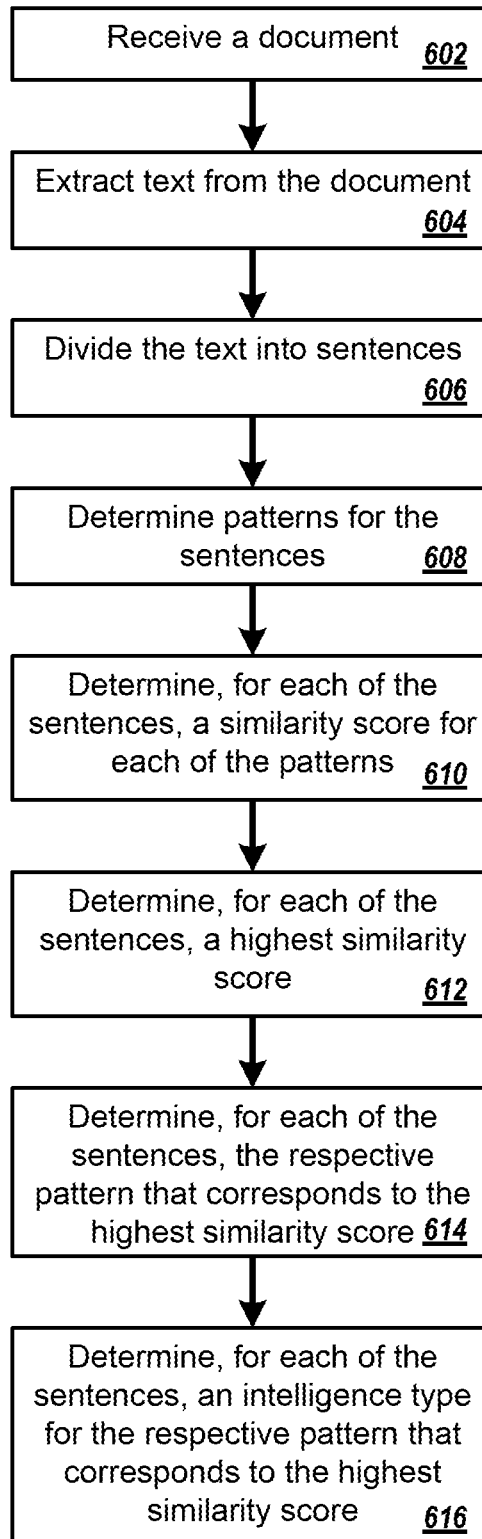 Receive a document
602
Extract text from the document
604
Divide the text into sentences
606
Determine patterns for the
sentences 608
Determine, for each of the
sentences, a similarity score for
each of the patterns 610
Determine, for each of the
sentences, a highest similarity
score 612
Determine, for each of the
sentences, the respective
pattern that corresponds to the
highest similarity score 614
Determine, for each of the
sentences, an intelligence type
for the respective pattern that
corresponds to the highest
similarity score 616